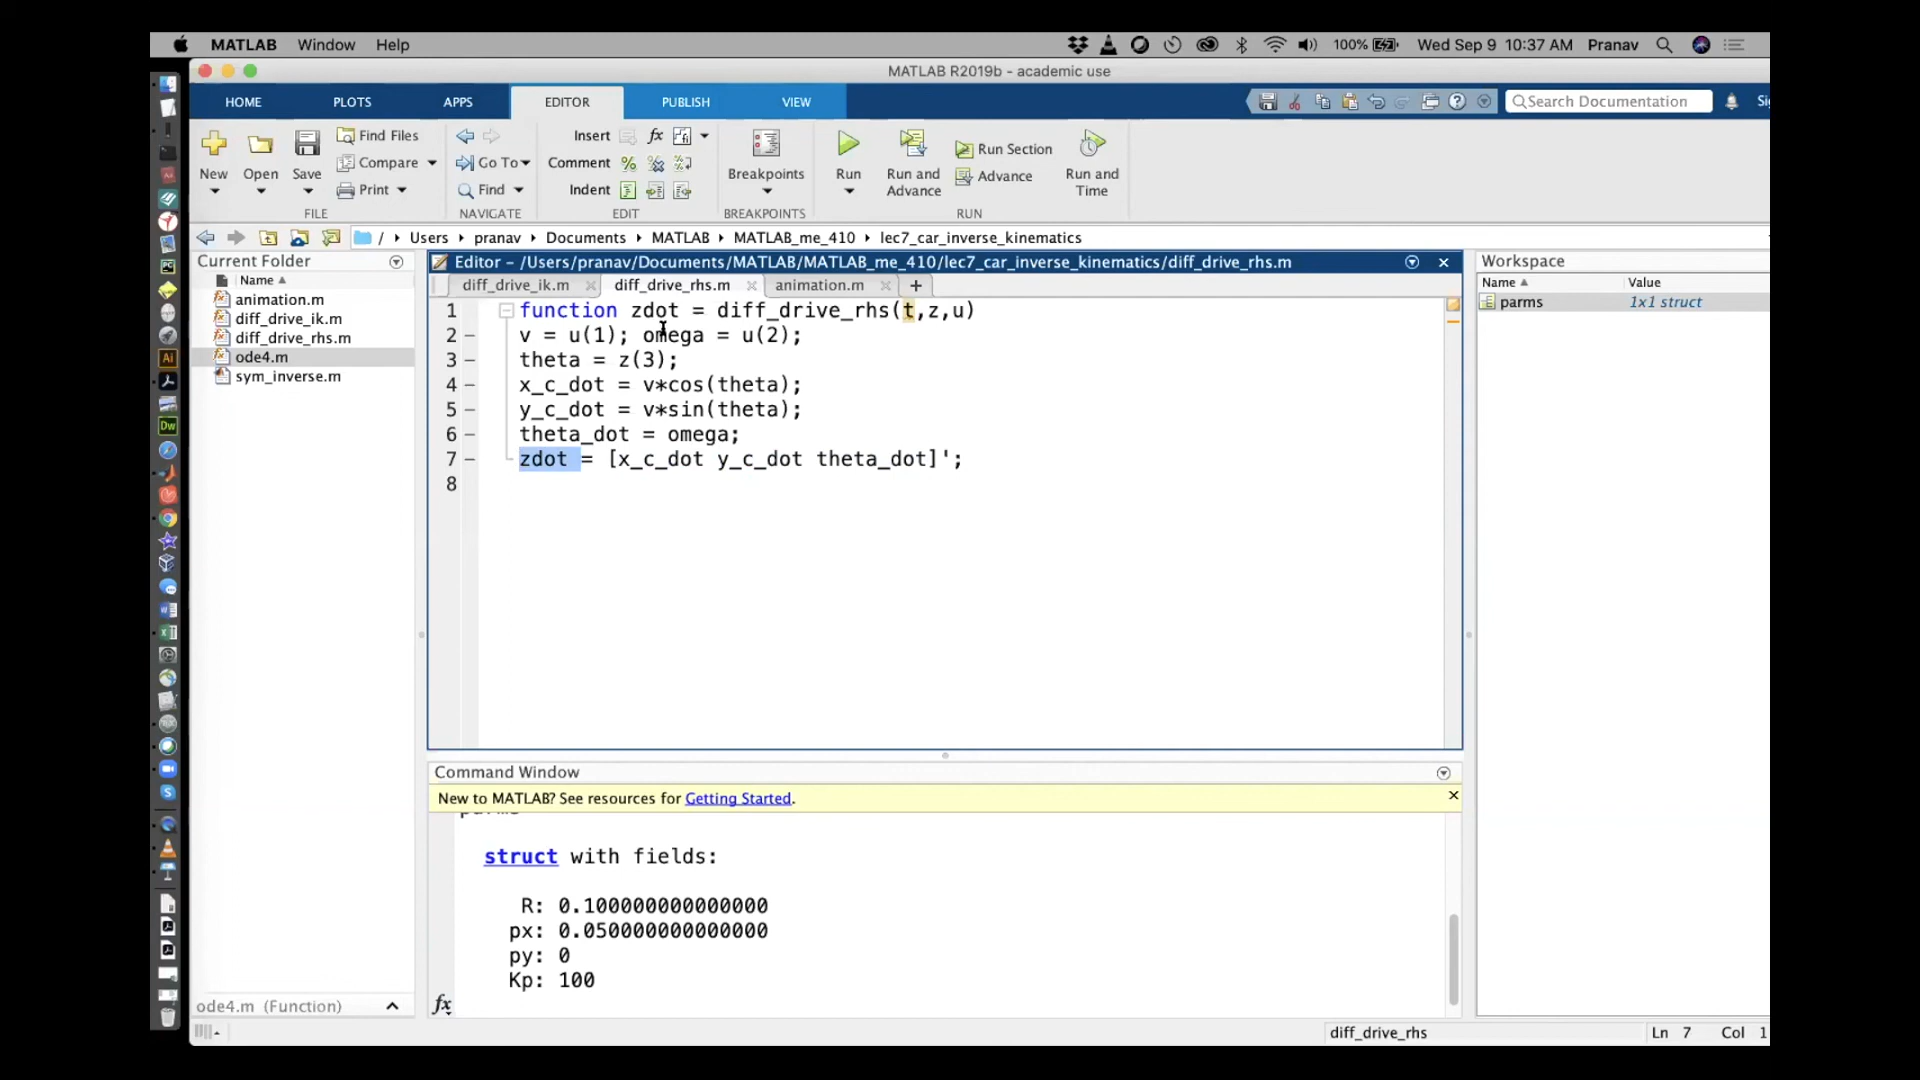 MATLAB Window Help 100% Wed Sep 9 10:37 AM Pranav
MATLAB R2019b - academic use
HOME PLOTS APPS EDITOR PUBLISH VIEW Search Documentation
New Open Save Find Files Compare Print FILE
Go To Find NAVIGATE
Insert fx Comment Indent EDIT
Breakpoints BREAKPOINTS
Run Run and Advance Run Section Advance Run and Time RUN
/ Users pranav Documents MATLAB MATLAB_me_410 lec7_car_inverse_kinematics
Current Folder
Name
animation.m
diff_drive_ik.m
diff_drive_rhs.m
ode4.m
sym_inverse.m
ode4.m (Function)
Editor - /Users/pranav/Documents/MATLAB/MATLAB_me_410/lec7_car_inverse_kinematics/diff_drive_rhs.m
diff_drive_ik.m diff_drive_rhs.m animation.m
1 function zdot = diff_drive_rhs(t,z,u)
2 v = u(1); omega = u(2);
3 theta = z(3);
4 x_c_dot = v*cos(theta);
5 y_c_dot = v*sin(theta);
6 theta_dot = omega;
7 zdot = [x_c_dot y_c_dot theta_dot]';
8
Command Window
New to MATLAB? See resources for Getting Started.
struct with fields:
R: 0.100000000000000
px: 0.050000000000000
py: 0
Kp: 100
fx
Workspace
Name Value
parms 1x1 struct
diff_drive_rhs Ln 7 Col 1